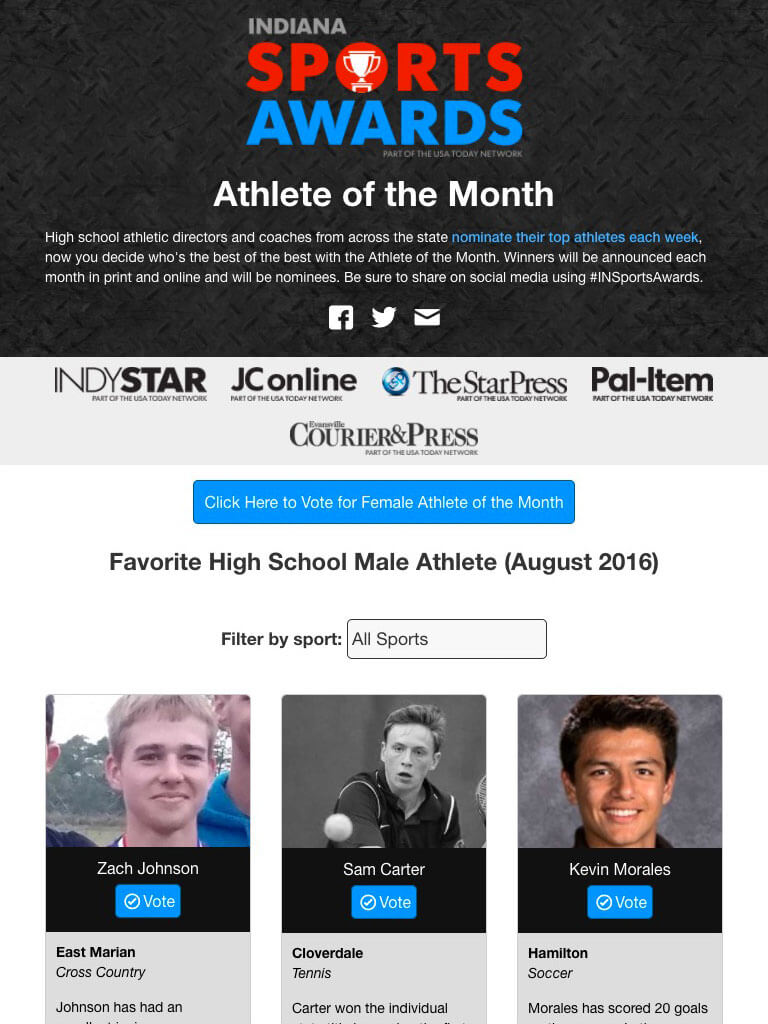 INDIANA
SPORTS
AWARDS
PART OF THE USA TODAY NETWORK
Athlete of the Month
High school athletic directors and coaches from across the state nominate their top athletes each week,
now you decide who's the best of the best with the Athlete of the Month. Winners will be announced each
month in print and online and will be nominees. Be sure to share on social media using #INSportsAwards.
INDYSTAR JConline TheStarPress Pal-Item
PART OF THE USA TODAY NETWORK PART OF THE USA TODAY NETWORK PART OF THE USA TODAY NETWORK PART OF THE USA TODAY NETWORK
Evansville
COURIER&PRESS
PART OF THE USA TODAY NETWORK
Click Here to Vote for Female Athlete of the Month
Favorite High School Male Athlete (August 2016)
Filter by sport: All Sports
Zach Johnson
Vote
East Marian
Cross Country
Johnson has had an
Sam Carter
Vote
Cloverdale
Tennis
Carter won the individual
Kevin Morales
Vote
Hamilton
Soccer
Morales has scored 20 goals